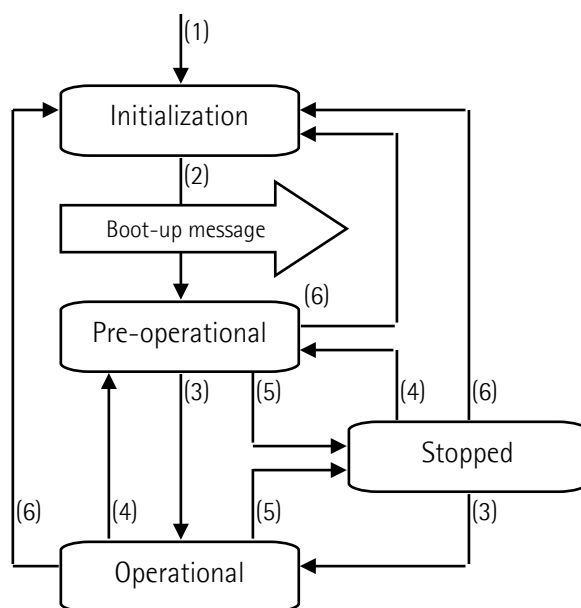 (1)
Initialization
(2)
Boot-up message
(6)
Pre-operational
(3)
(5)
(4)
(6)
Stopped
(6)
(4)
(5)
(3)
Operational